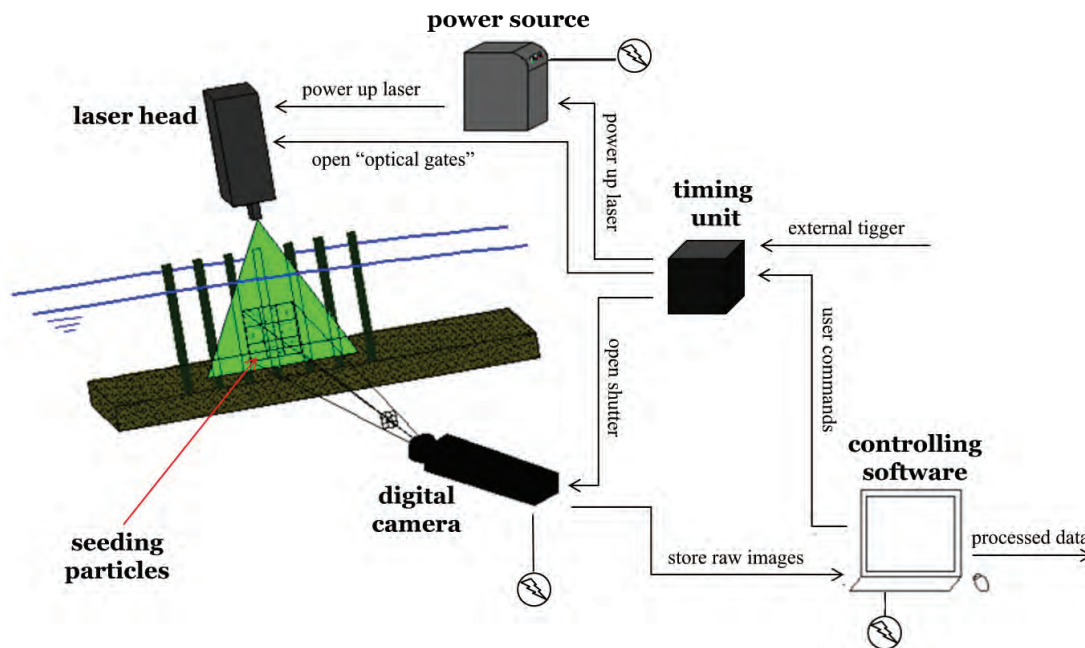 power source
power up laser
laser head
open “optical gates”
power up laser
timing
unit
external tigger
user commands
open shutter
controlling
software
digital
camera
seeding
particles
store raw images
processed data